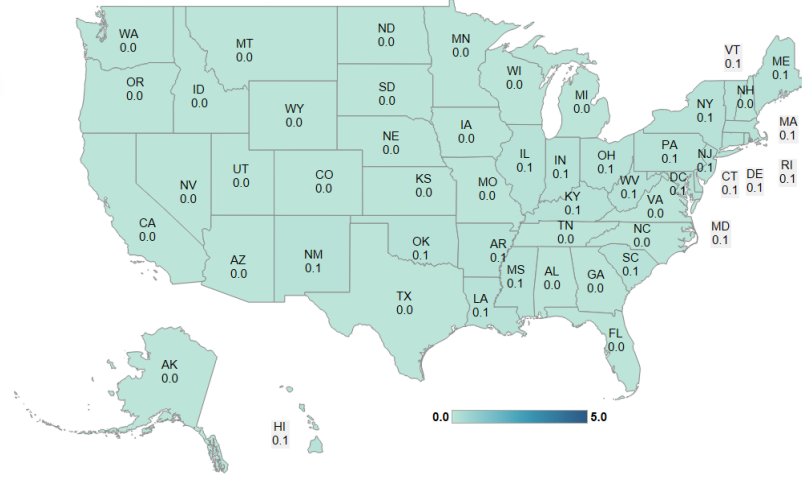 WA
0.0
MT
0.0
ND
0.0
MN
0.0
VT
0.1
ME
0.1
OR
0.0
ID
0.0
SD
0.0
WI
0.0
MI
0.0
NH
0.0
NY
0.1
WY
0.0
MA
0.1
IA
0.0
NE
0.0
PA
0.1
NJ
0.1
IL
0.1
IN
0.1
OH
0.1
RI
0.1
CT
0.1
DE
0.1
NV
0.0
UT
0.0
CO
0.0
KS
0.0
MO
0.0
WV
0.1
DC
0.1
KY
0.1
VA
0.0
CA
0.0
TN
0.0
NC
0.0
MD
0.1
AZ
0.0
NM
0.1
OK
0.1
AR
0.1
SC
0.1
MS
0.1
AL
0.0
GA
0.0
TX
0.0
LA
0.1
FL
0.0
AK
0.0
HI
0.1
0.0 5.0